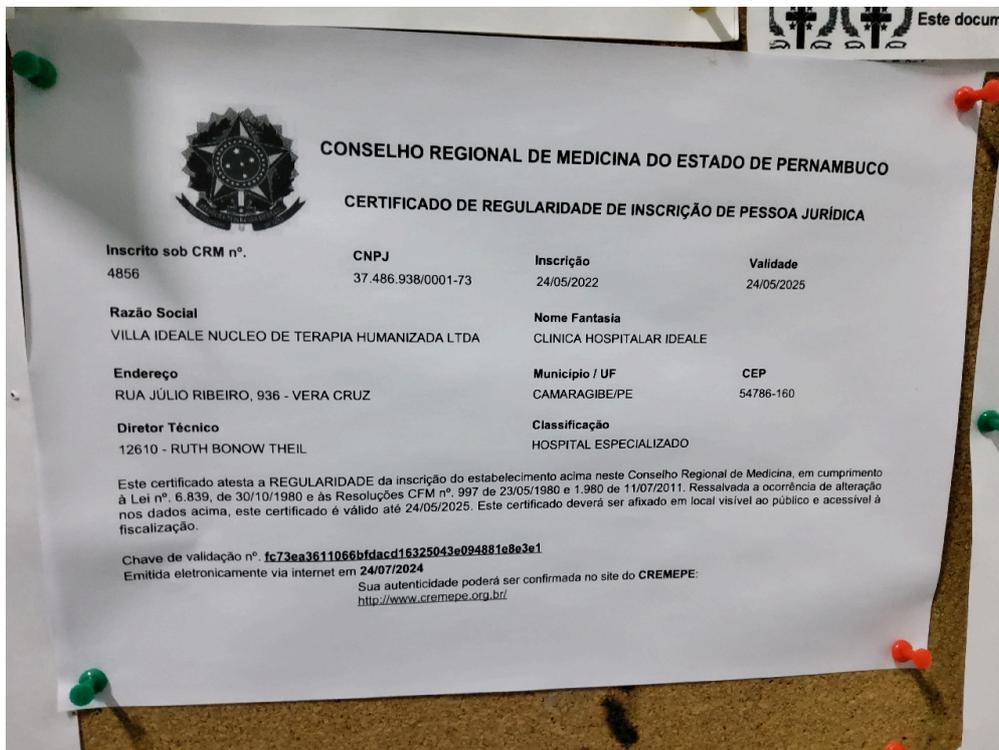 Este docum
CONSELHO REGIONAL DE MEDICINA DO ESTADO DE PERNAMBUCO
CERTIFICADO DE REGULARIDADE DE INSCRIÇÃO DE PESSOA JURÍDICA
Inscrito sob CRM nº. CNPJ Inscrição Validade
4856 37.486.938/0001-73 24/05/2022 24/05/2025
Razão Social Nome Fantasia
VILLA IDEALE NUCLEO DE TERAPIA HUMANIZADA LTDA CLINICA HOSPITALAR IDEALE
Endereço Município / UF CEP
RUA JÚLIO RIBEIRO, 936 - VERA CRUZ CAMARAGIBE/PE 54786-160
Diretor Técnico Classificação
12610 - RUTH BONOW THEIL HOSPITAL ESPECIALIZADO
Este certificado atesta a REGULARIDADE da inscrição do estabelecimento acima neste Conselho Regional de Medicina, em cumprimento
à Lei nº. 6.839, de 30/10/1980 e às Resoluções CFM nº. 997 de 23/05/1980 e 1.980 de 11/07/2011. Ressalvada a ocorrência de alteração
nos dados acima, este certificado é válido até 24/05/2025. Este certificado deverá ser afixado em local visível ao público e acessível à
fiscalização.
Chave de validação nº. fc73ea3611066bfdacd16325043e094881e8e3e1
Emitida eletronicamente via internet em 24/07/2024
Sua autenticidade poderá ser confirmada no site do CREMEPE:
http://www.cremepe.org.br/